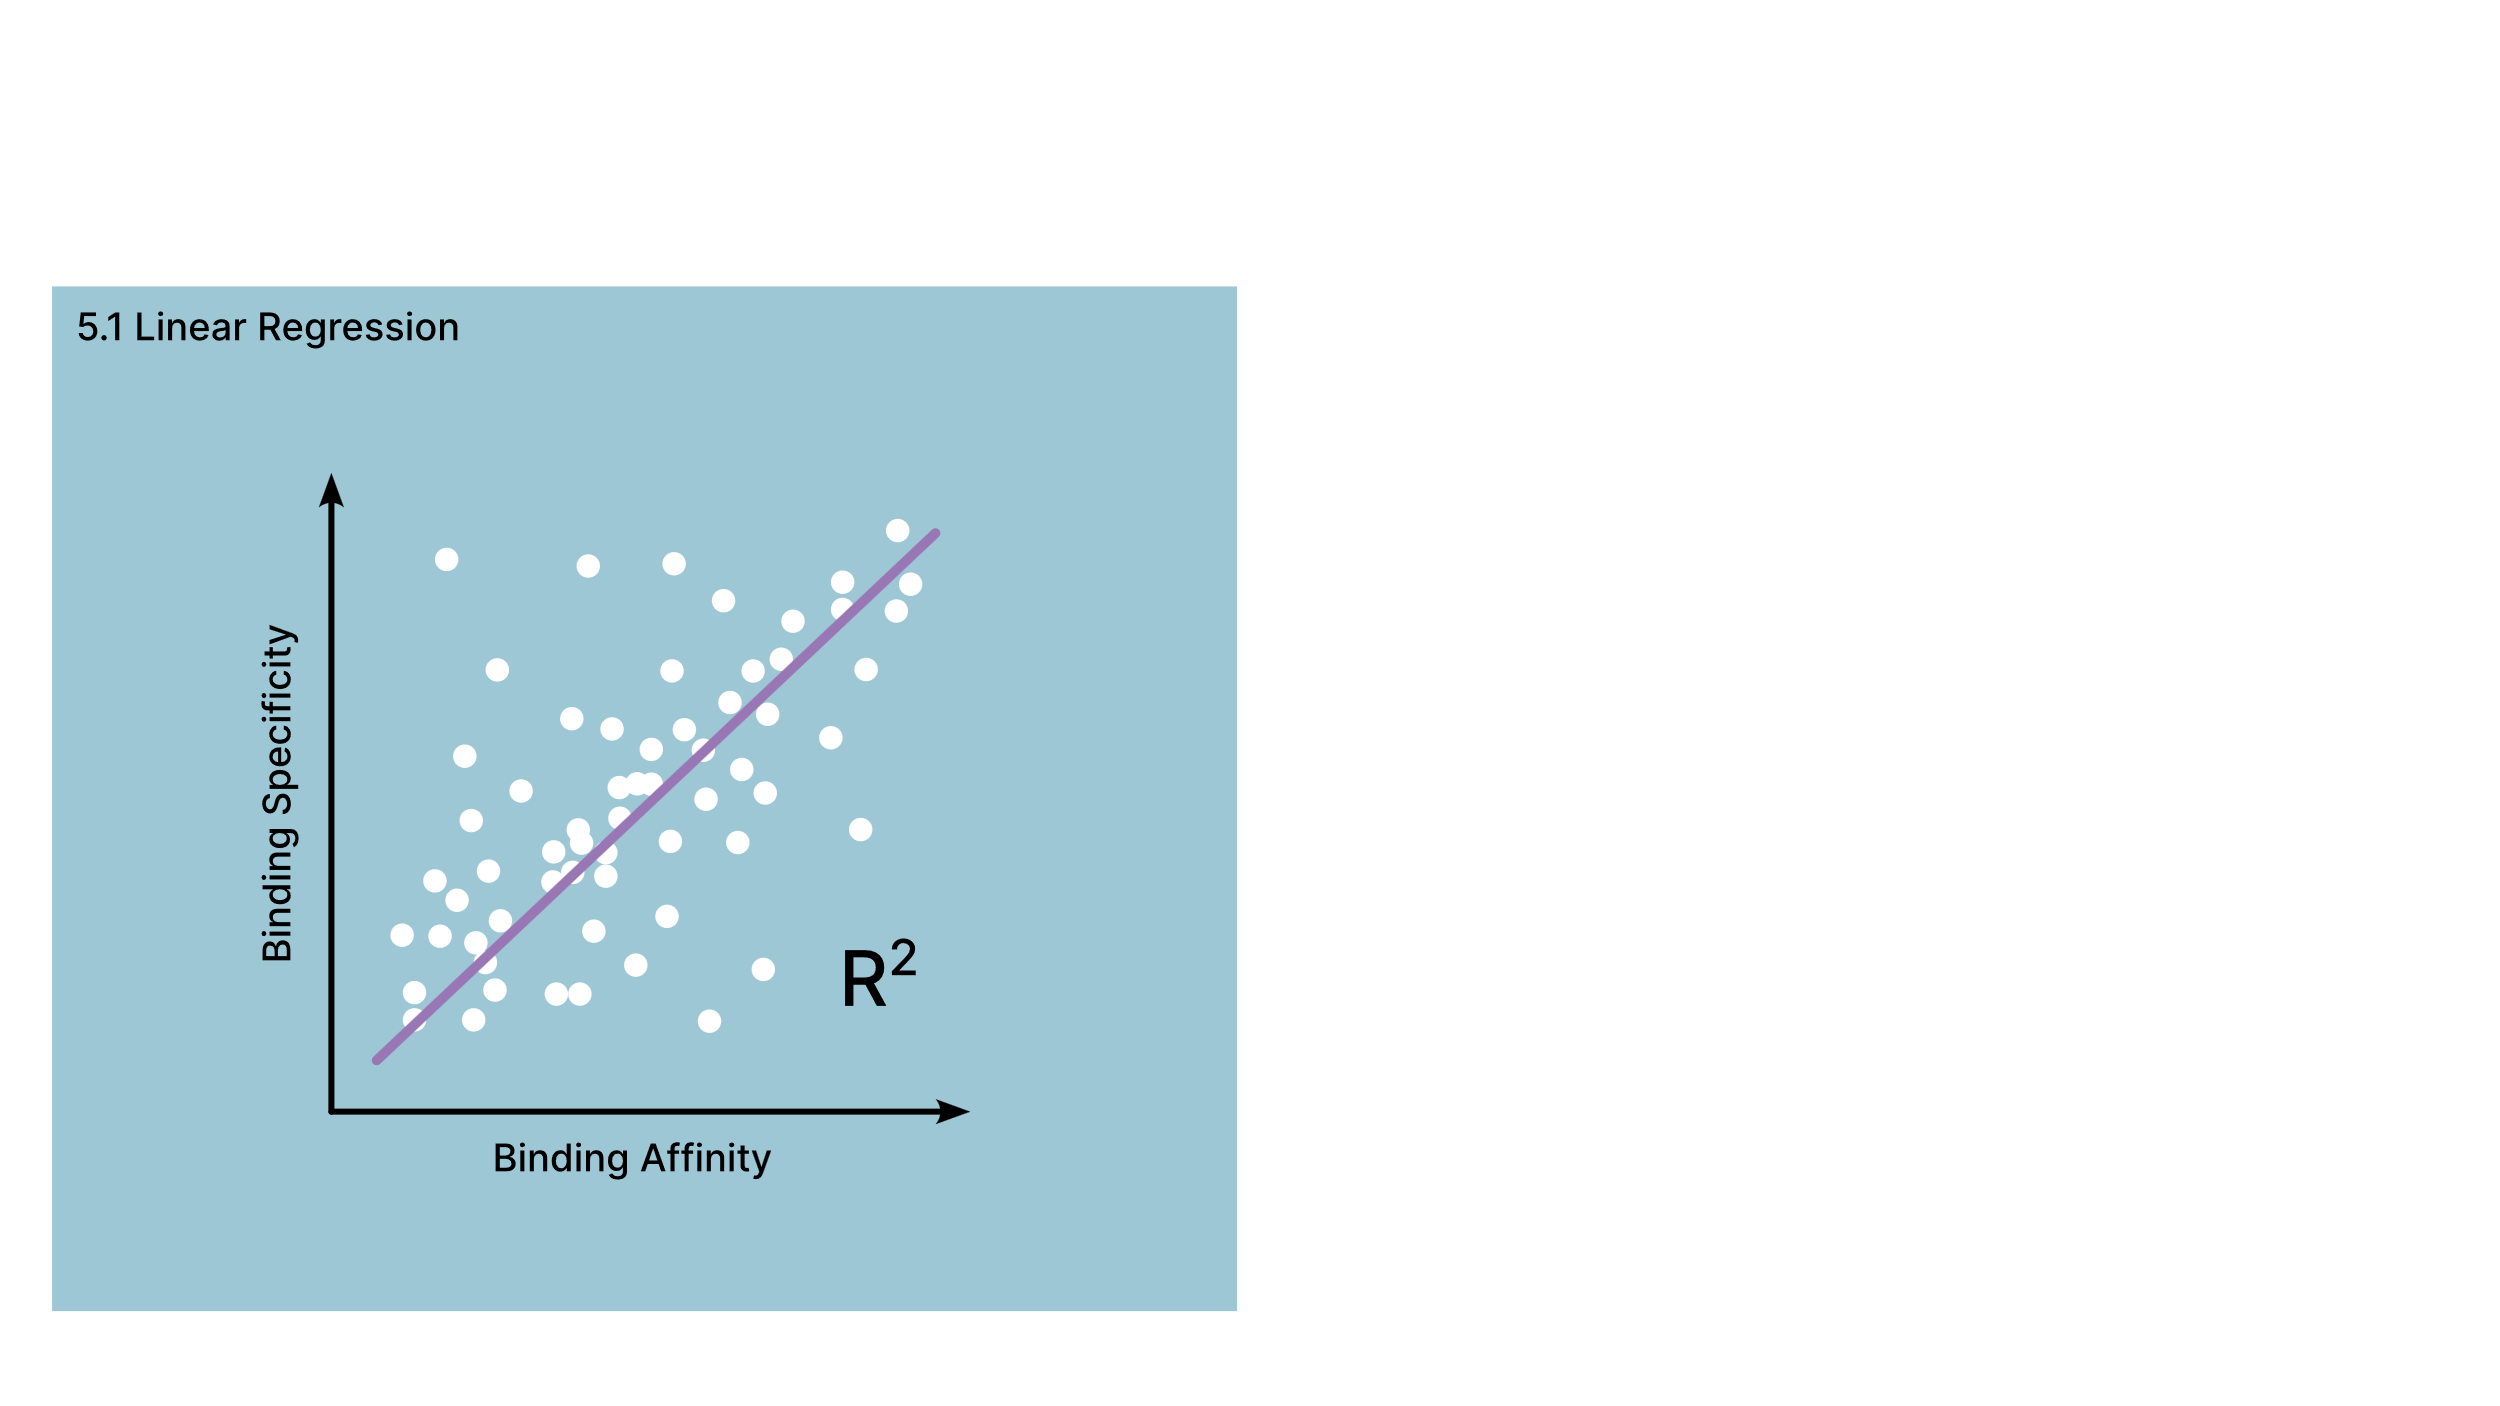 5.1 Linear Regression
Binding Specificity
R²
Binding Affinity